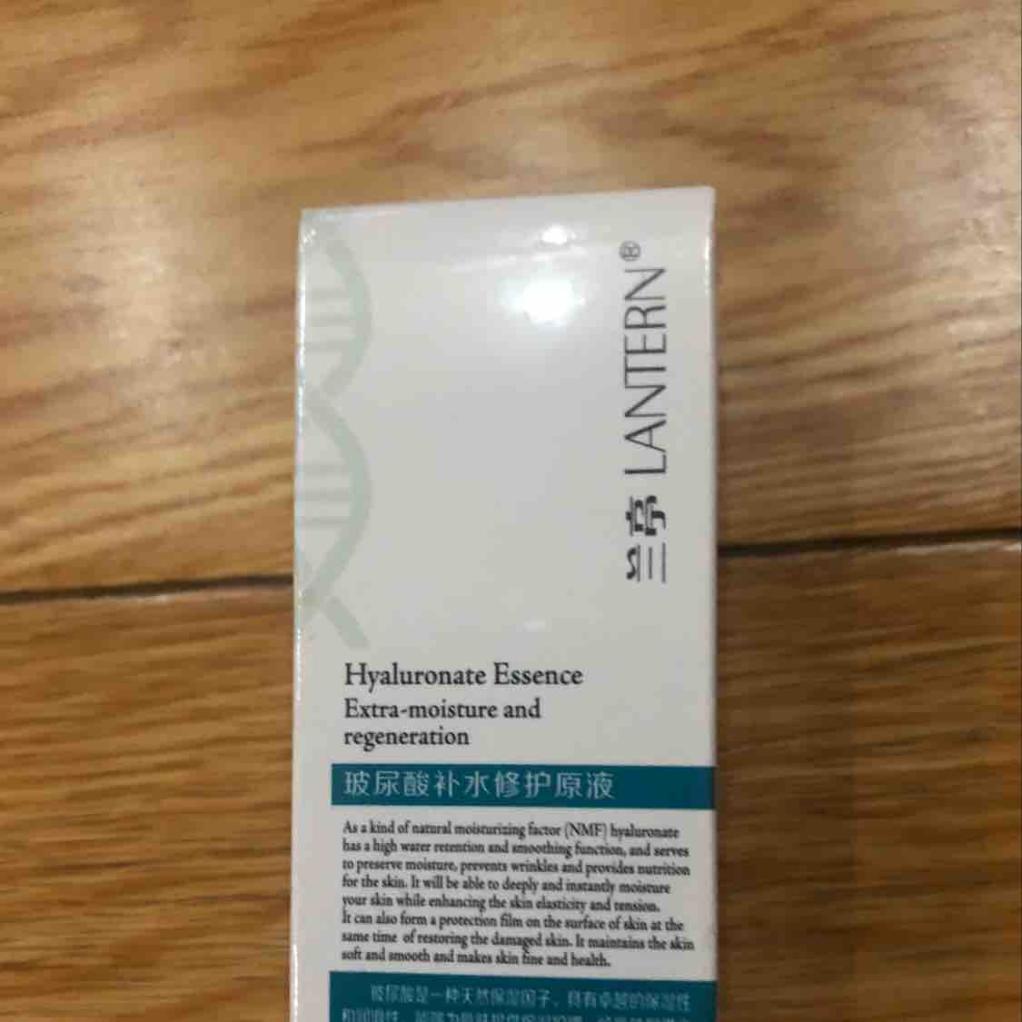 兰亭 LANTERN®
Hyaluronate Essence
Extra-moisture and
regeneration
玻尿酸补水修护原液
As a kind of natural moisturizing factor (NMF) hyaluronate
has a high water retention and smoothing function, and serves
to preserve moisture, prevents wrinkles and provides nutrition
for the skin. It will be able to deeply and instantly moisture
your skin while enhancing the skin elasticity and tension.
It can also form a protection film on the surface of skin at the
same time of restoring the damaged skin. It maintains the skin
soft and smooth and makes skin fine and health.
玻尿酸是一种天然保湿因子，具有卓越的保湿性